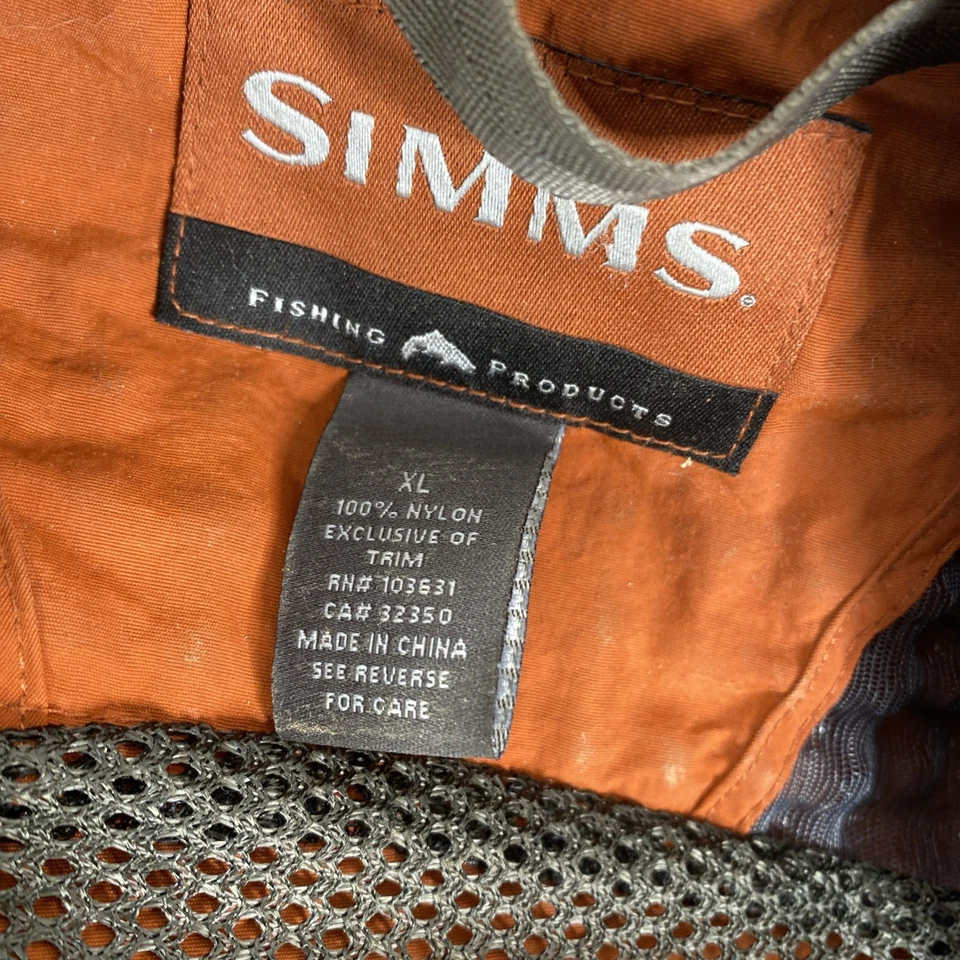 SIMMS®
FISHING PRODUCTS
XL
100% NYLON
EXCLUSIVE OF
TRIM
RN# 103631
CA# 32350
MADE IN CHINA
SEE REVERSE
FOR CARE